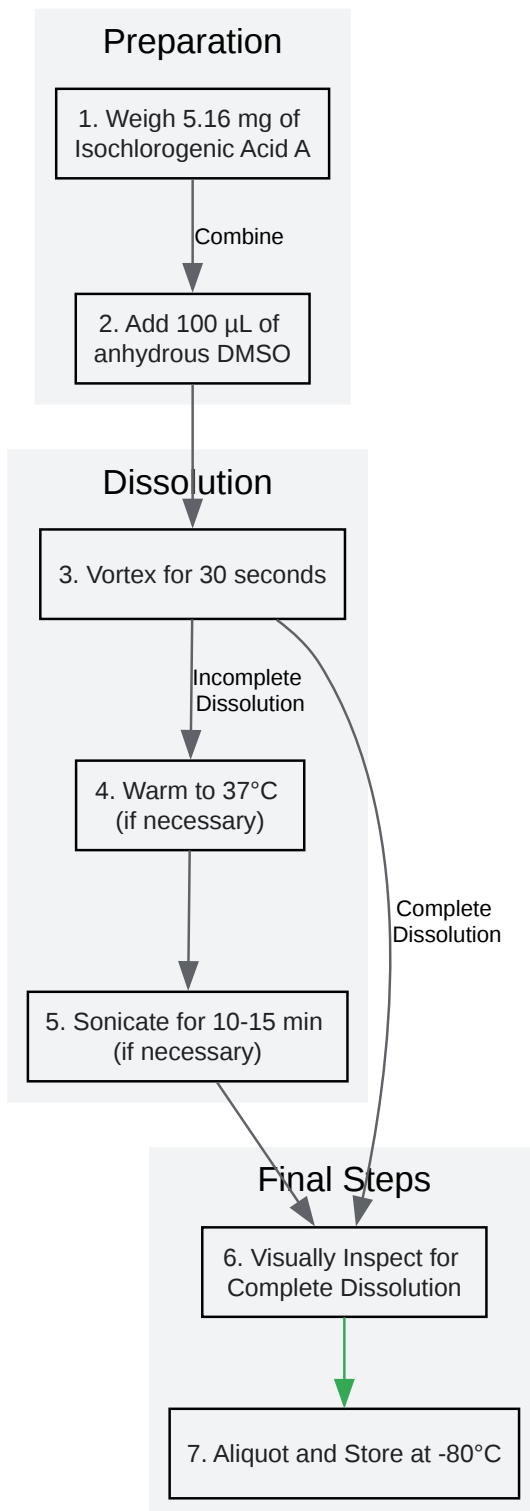 Preparation
1. Weigh 5.16 mg of
Isochlorogenic Acid A
Combine
2. Add 100 µL of
anhydrous DMSO
Dissolution
3. Vortex for 30 seconds
Incomplete
Dissolution
4. Warm to 37°C
(if necessary)
Complete
Dissolution
5. Sonicate for 10-15 min
(if necessary)
Final Steps
6. Visually Inspect for
Complete Dissolution
7. Aliquot and Store at -80°C